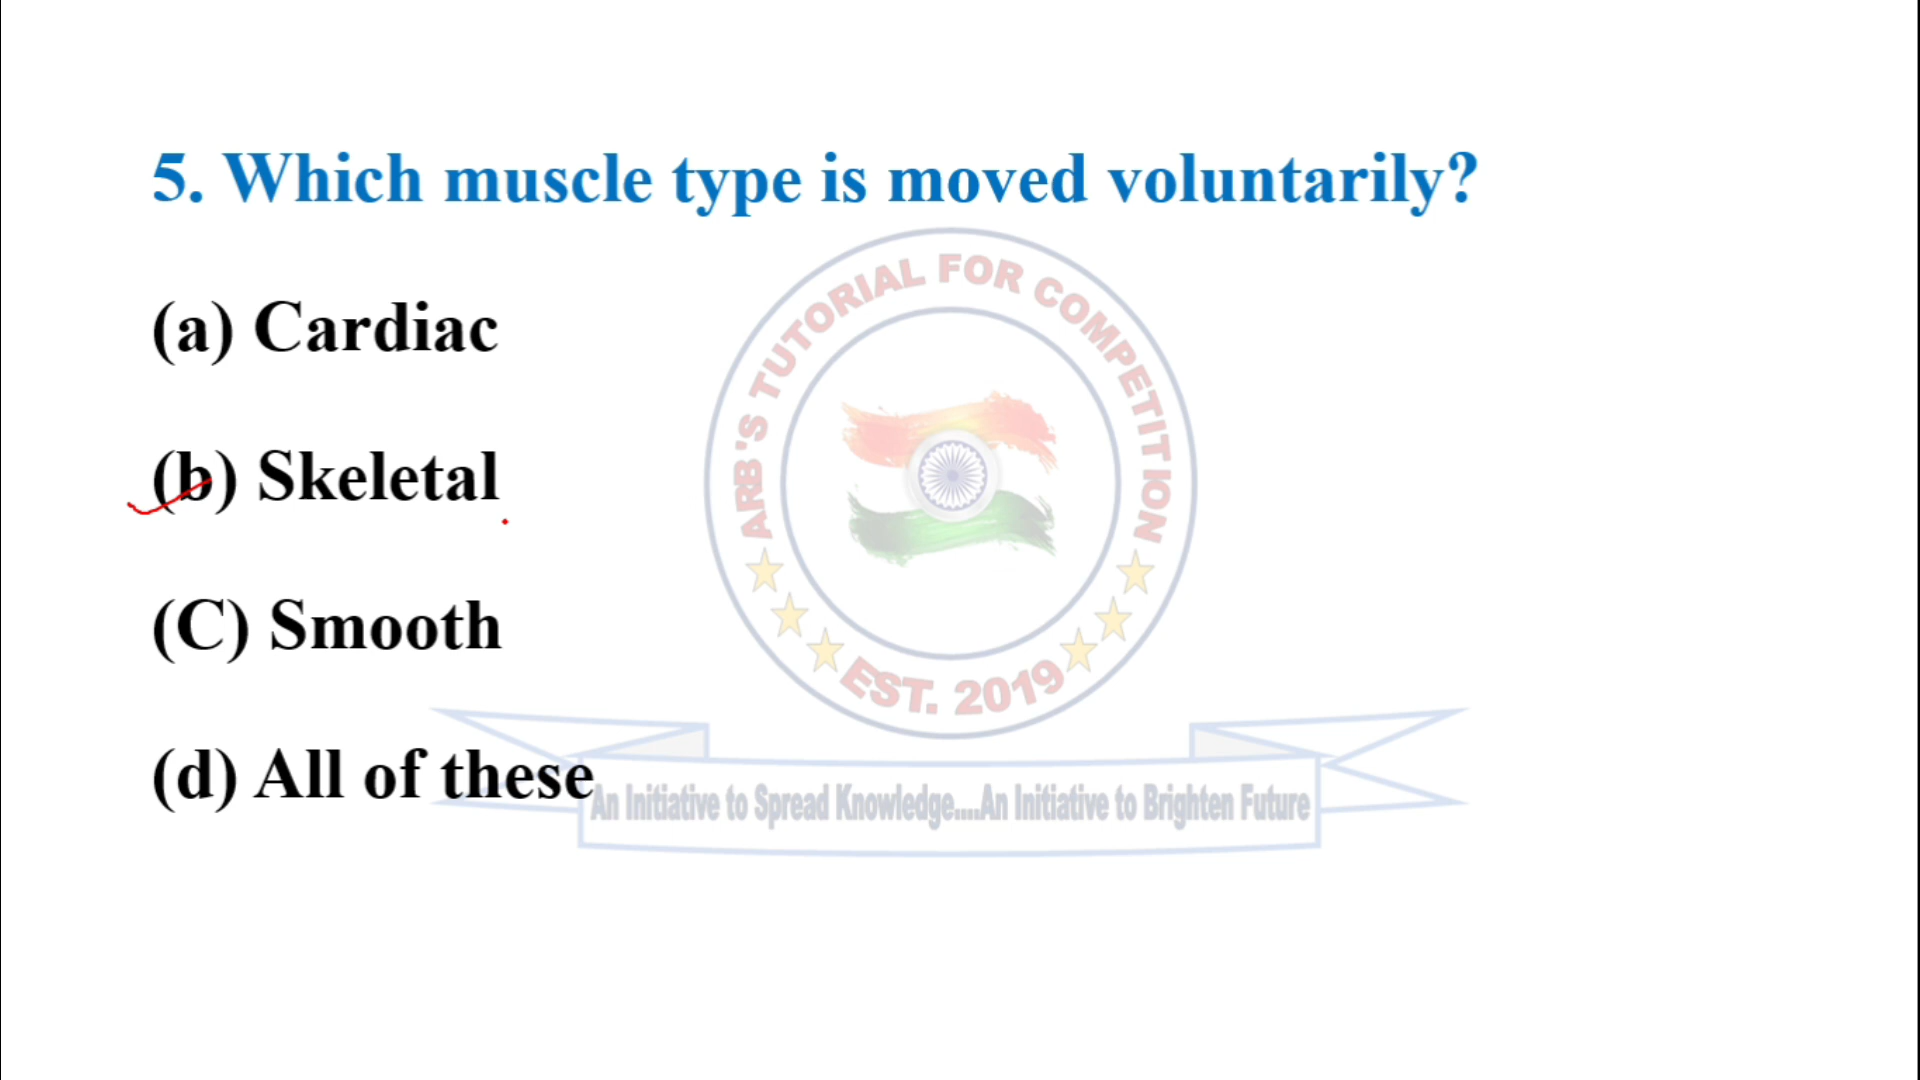 5. Which muscle type is moved voluntarily?
ARB'S TUTORIAL FOR COMPETITION
(a) Cardiac
(b) Skeletal
(C) Smooth
EST. 2019
(d) All of these
An Initiative to Spread Knowledge....An Initiative to Brighten Future